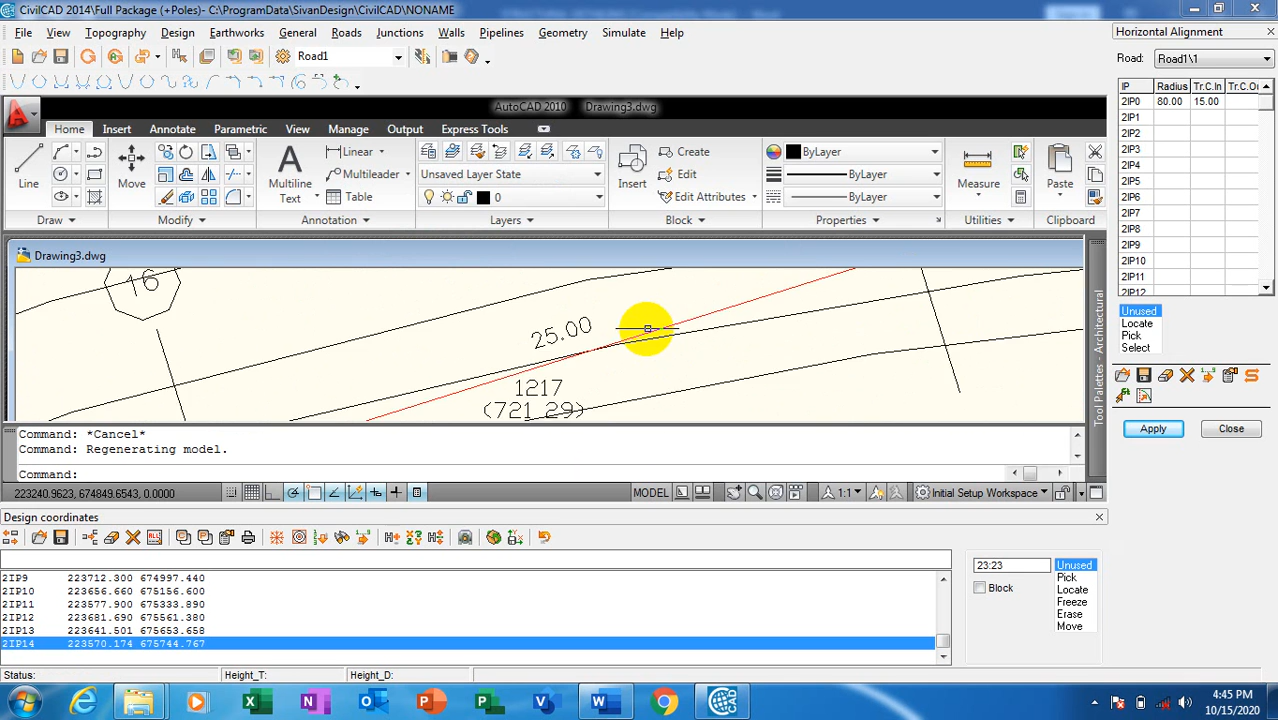 CivilCAD 2014\Full Package (+Poles)- C:\ProgramData\SivanDesign\CivilCAD\NONAME
File View Topography Design Earthworks General Roads Junctions Walls Pipelines Geometry Simulate Help
Road1
AutoCAD 2010 Drawing3.dwg
Home Insert Annotate Parametric View Manage Output Express Tools
Line
Move
Multiline
Text
Linear
Multileader
Table
Unsaved Layer State
0
Insert
Create
Edit
Edit Attributes
ByLayer
ByLayer
ByLayer
Measure
Paste
Draw Modify Annotation Layers Block Properties Utilities Clipboard
Drawing3.dwg
16
25.00
1217
(721.29)
Tool Palettes - Architectural
Command: *Cancel*
Command: Regenerating model.
Command:
223240.9623, 674849.6543, 0.0000
MODEL
1:1
Initial Setup Workspace
Design coordinates
2IP9 223712.300 674997.440
2IP10 223656.660 675156.600
2IP11 223577.900 675333.890
2IP12 223681.690 675561.380
2IP13 223641.501 675653.658
2IP14 223570.174 675744.767
23:23
Block
Unused
Pick
Locate
Freeze
Erase
Move
Status: Height_T: Height_D:
Horizontal Alignment
Road: Road1\1
IP Radius Tr.C.In Tr.C.Or
2IP0 80.00 15.00
2IP1
2IP2
2IP3
2IP4
2IP5
2IP6
2IP7
2IP8
2IP9
2IP10
2IP11
2IP12
Unused
Locate
Pick
Select
Apply Close
4:45 PM
10/15/2020